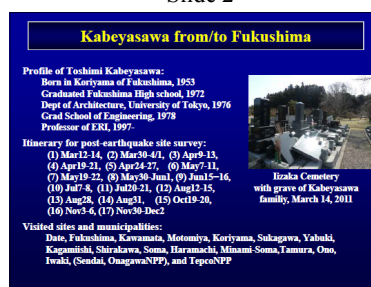 Slide 2
Kabeyasawa from/to Fukushima
Profile of Toshimi Kabeyasawa:
Born in Koriyama of Fukushima, 1953
Graduated Fukushima High school, 1972
Dept of Architecture, University of Tokyo, 1976
Grad School of Engineering, 1978
Professor of ERI, 1997-
Itinerary for post-earthquake site survey:
(1) Mar12-14, (2) Mar30-4/1, (3) Apr9-13,
(4) Apr19-21, (5) Apr24-27, (6) May7-11,
(7) May19-22, (8) May30-Jun1, (9) Jun15-16,
(10) Jul7-8, (11) Jul20-21, (12) Aug12-15,
(13) Aug28, (14) Aug31, (15) Oct19-20,
(16) Nov3-6, (17) Nov30-Dec2
Iizaka Cemetery
with grave of Kabeyasawa
familiy, March 14, 2011
Visited sites and municipalities:
Date, Fukushima, Kawamata, Motomiya, Koriyama, Sukagawa, Yabuki,
Kagamiishi, Shirakawa, Soma, Haramachi, Minami-Soma,Tamura, Ono,
Iwaki, (Sendai, OnagawaNPP), and TepcoNPP